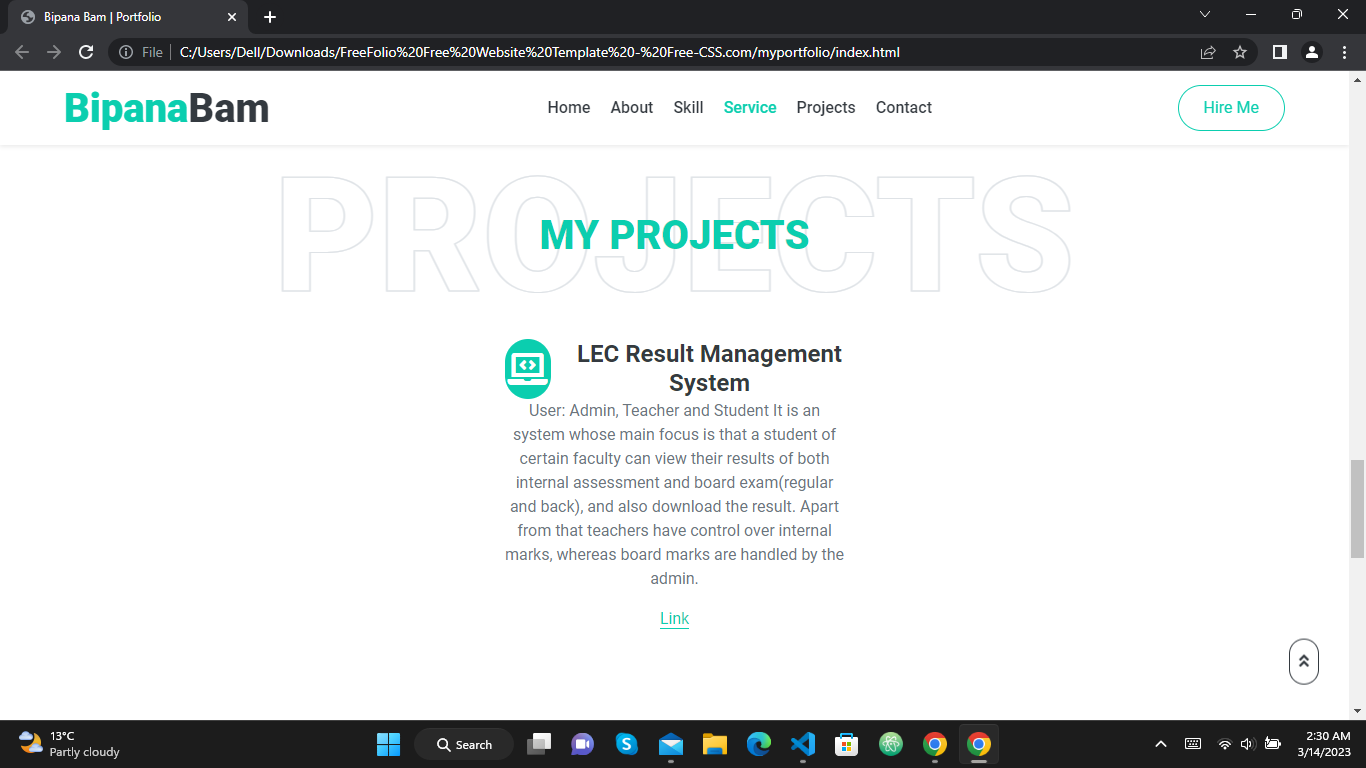 Bipana Bam | Portfolio
File
C:/Users/Dell/Downloads/FreeFolio%20Free%20Website%20Template%20-%20Free-CSS.com/myportfolio/index.html
BipanaBam
Home
About
Skill
Service
Projects
Contact
Hire Me
PROJECTS
MY PROJECTS
LEC Result Management
System
User: Admin, Teacher and Student It is an
system whose main focus is that a student of
certain faculty can view their results of both
internal assessment and board exam(regular
and back), and also download the result. Apart
from that teachers have control over internal
marks, whereas board marks are handled by the
admin.
Link
13°C
Partly cloudy
Search
2:30 AM
3/14/2023